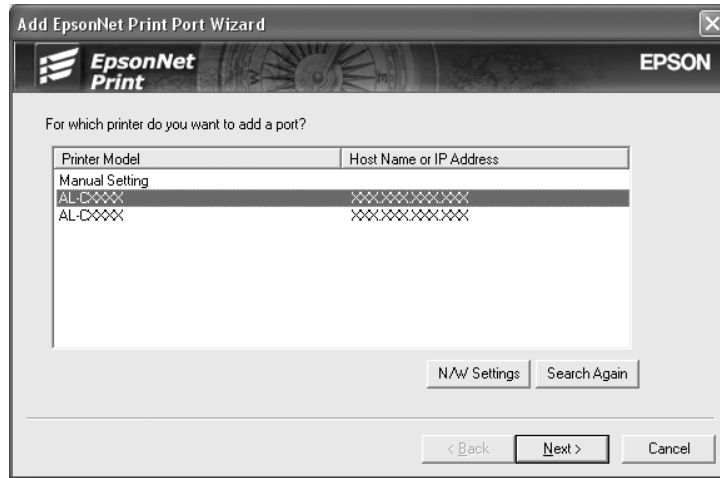 Add EpsonNet Print Port Wizard
EpsonNet
Print
EPSON
For which printer do you want to add a port?
Printer Model Host Name or IP Address
Manual Setting
AL-CXXXX XXX.XXX.XXX.XXX
AL-CXXXX XXX.XXX.XXX.XXX
N/W Settings Search Again
< Back Next > Cancel